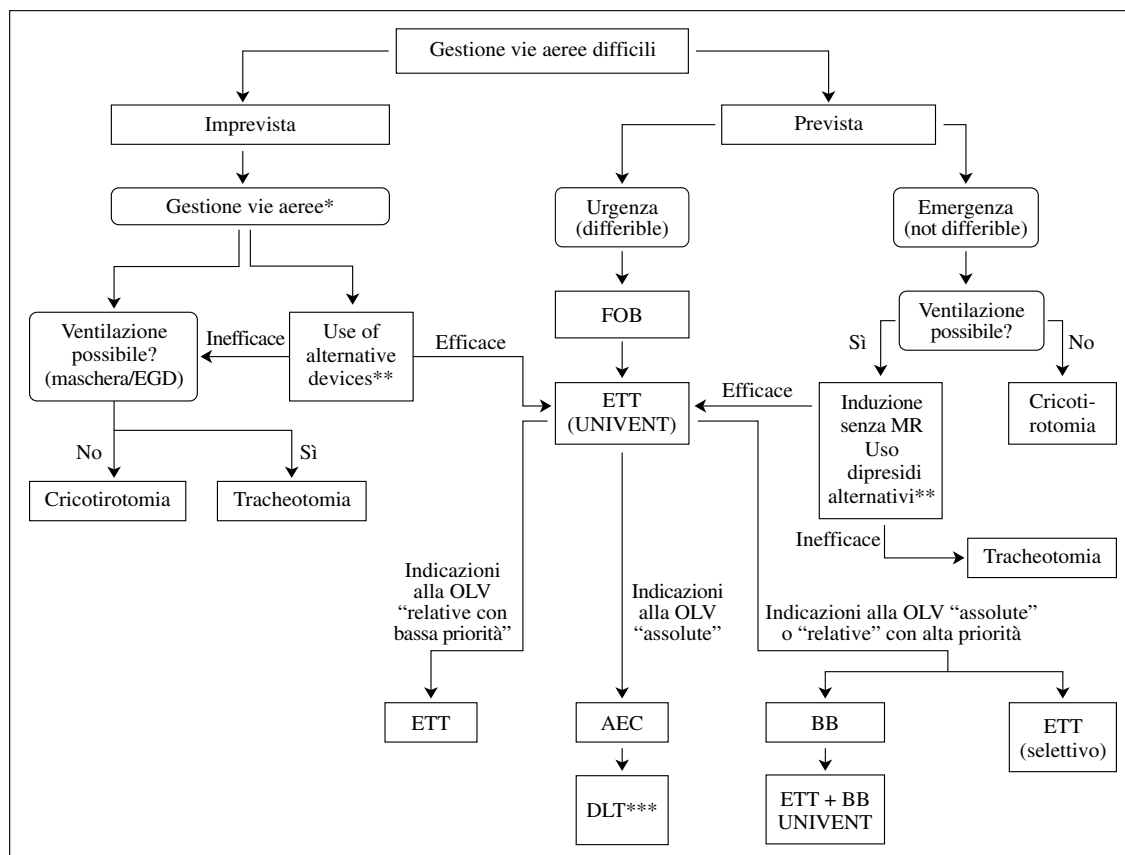 Gestione vie aeree difficili
Imprevista
Prevista
Gestione vie aeree*
Urgenza
(differible)
Emergenza
(not differible)
Ventilazione
possibile?
(maschera/EGD)
Inefficace
Use of
alternative
devices**
Efficace
FOB
Ventilazione
possibile?
Sì
No
ETT
(UNIVENT)
Efficace
Induzione
senza MR
Uso
dipresidi
alternativi**
Cricoti-
rotomia
No
Sì
Cricotirotomia
Tracheotomia
Inefficace
Tracheotomia
Indicazioni
alla OLV
“relative con
bassa priorità”
Indicazioni
alla OLV
“assolute”
Indicazioni alla OLV “assolute”
o “relative” con alta priorità
ETT
AEC
BB
ETT
(selettivo)
DLT***
ETT + BB
UNIVENT